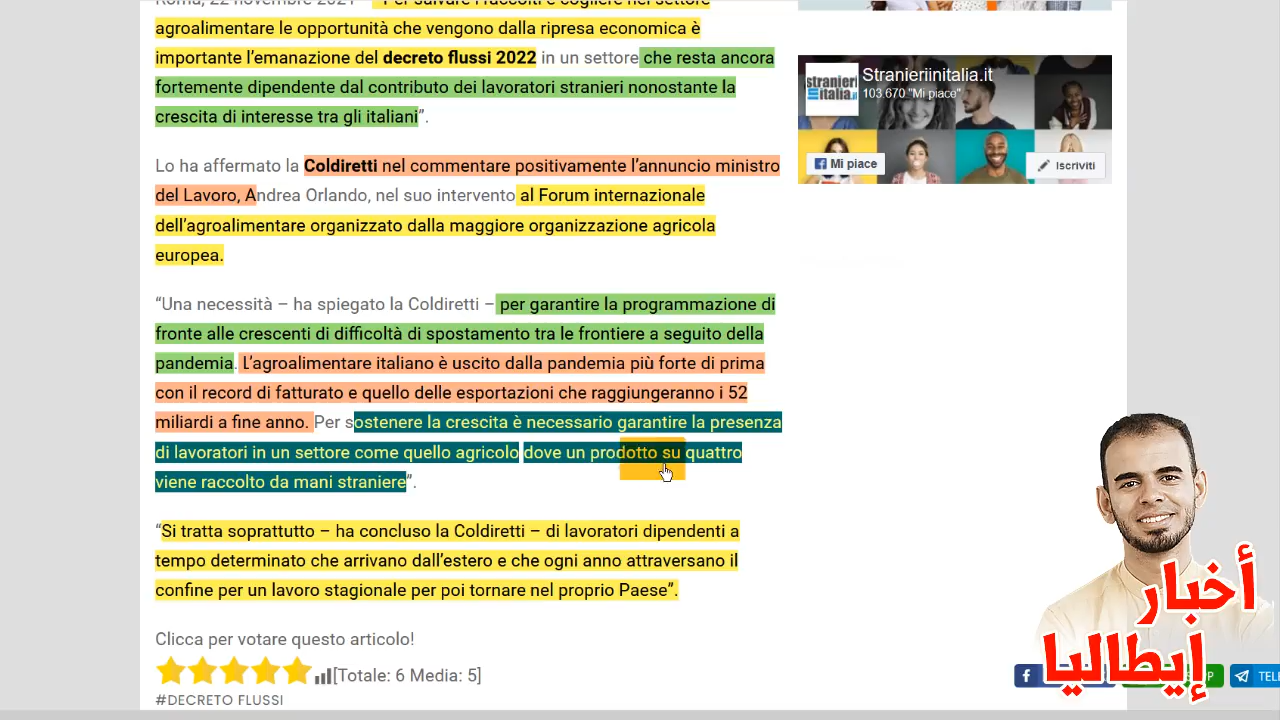 Roma, 22 novembre 2021 – “Per salvare i raccolti e cogliere nel settore
agroalimentare le opportunità che vengono dalla ripresa economica è
importante l’emanazione del decreto flussi 2022 in un settore che resta ancora
fortemente dipendente dal contributo dei lavoratori stranieri nonostante la
crescita di interesse tra gli italiani”.
Lo ha affermato la Coldiretti nel commentare positivamente l’annuncio ministro
del Lavoro, Andrea Orlando, nel suo intervento al Forum internazionale
dell’agroalimentare organizzato dalla maggiore organizzazione agricola
europea.
“Una necessità – ha spiegato la Coldiretti – per garantire la programmazione di
fronte alle crescenti di difficoltà di spostamento tra le frontiere a seguito della
pandemia. L’agroalimentare italiano è uscito dalla pandemia più forte di prima
con il record di fatturato e quello delle esportazioni che raggiungeranno i 52
miliardi a fine anno. Per sostenere la crescita è necessario garantire la presenza
di lavoratori in un settore come quello agricolo dove un prodotto su quattro
viene raccolto da mani straniere”.
“Si tratta soprattutto – ha concluso la Coldiretti – di lavoratori dipendenti a
tempo determinato che arrivano dall’estero e che ogni anno attraversano il
confine per un lavoro stagionale per poi tornare nel proprio Paese”.
Clicca per votare questo articolo!
[Totale: 6 Media: 5]
#DECRETO FLUSSI
stranieri
in italia.it
Stranieriinitalia.it
103.670 "Mi piace"
Mi piace
Iscriviti
أخبار
إيطاليا